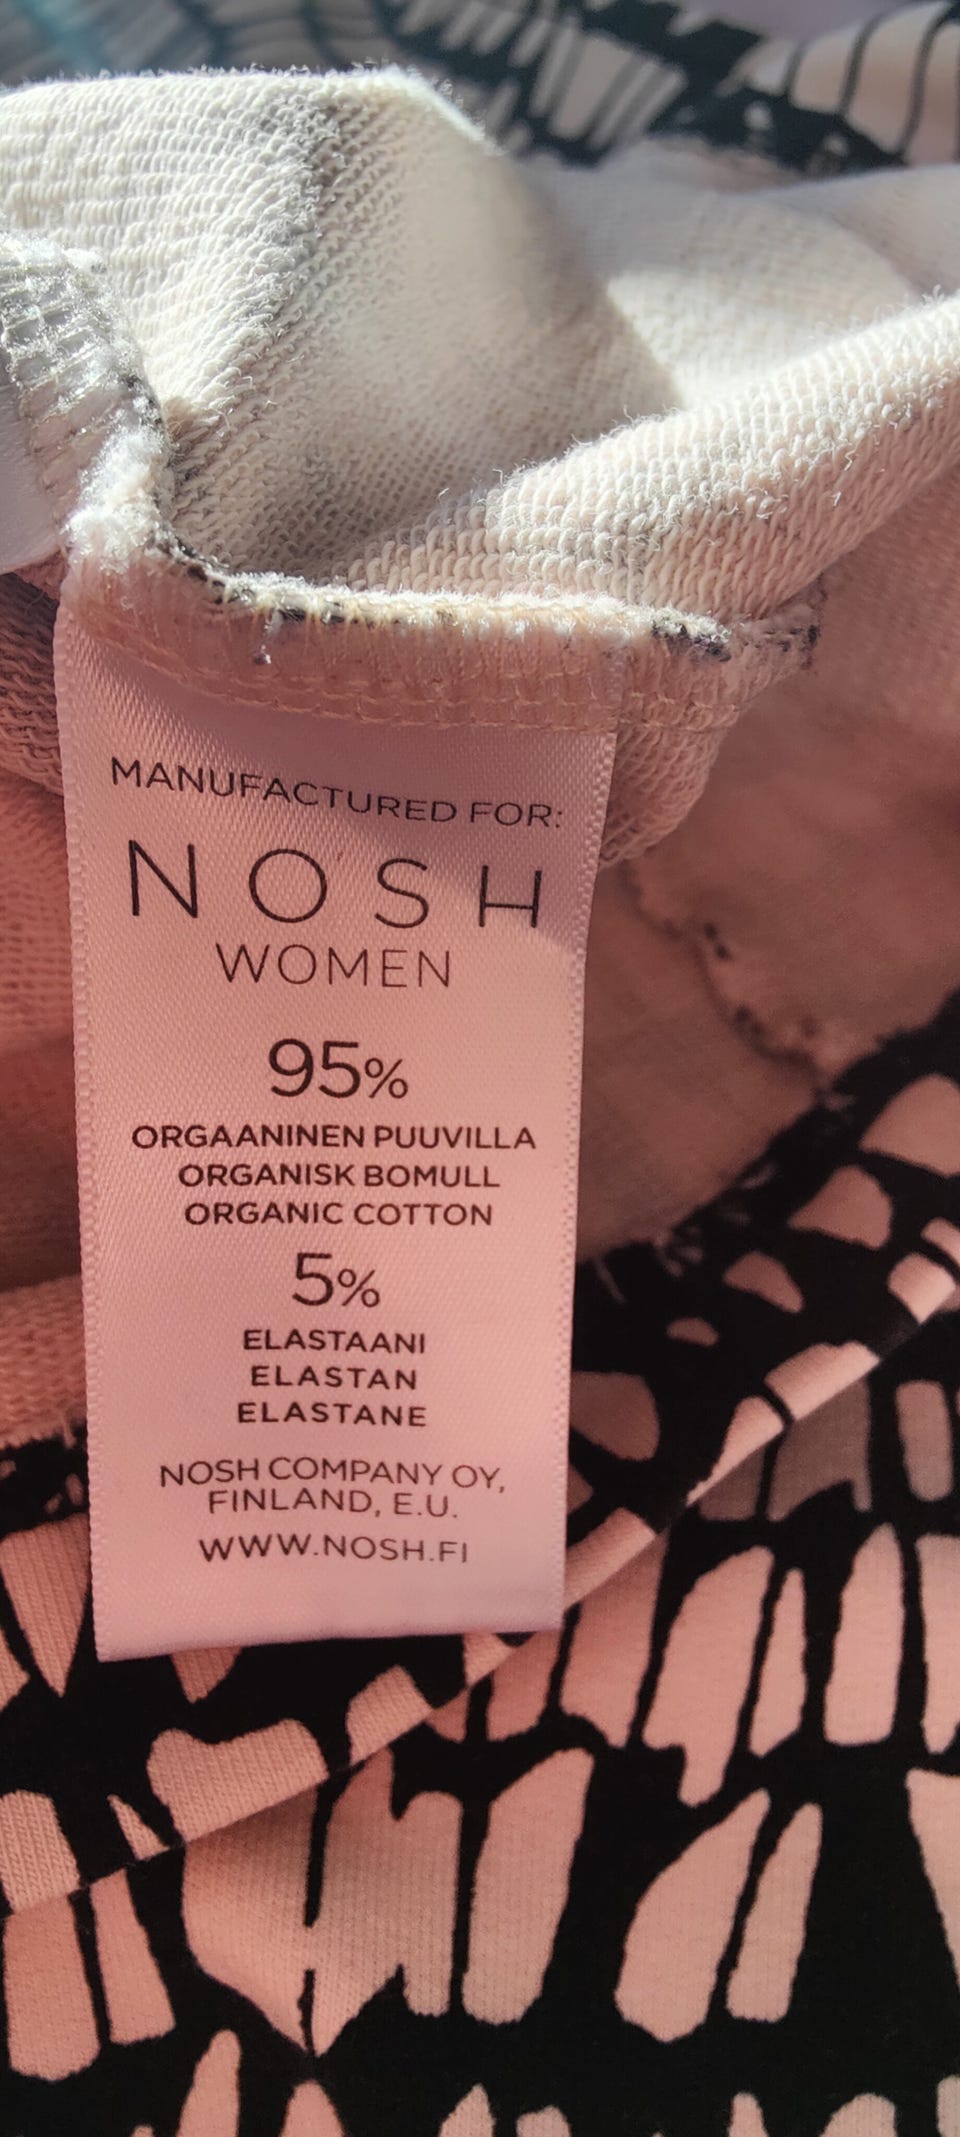 MANUFACTURED FOR:
NOSH
WOMEN
95%
ORGAANINEN PUUVILLA
ORGANISK BOMULL
ORGANIC COTTON
5%
ELASTAANI
ELASTAN
ELASTANE
NOSH COMPANY OY,
FINLAND, E.U.
WWW.NOSH.FI